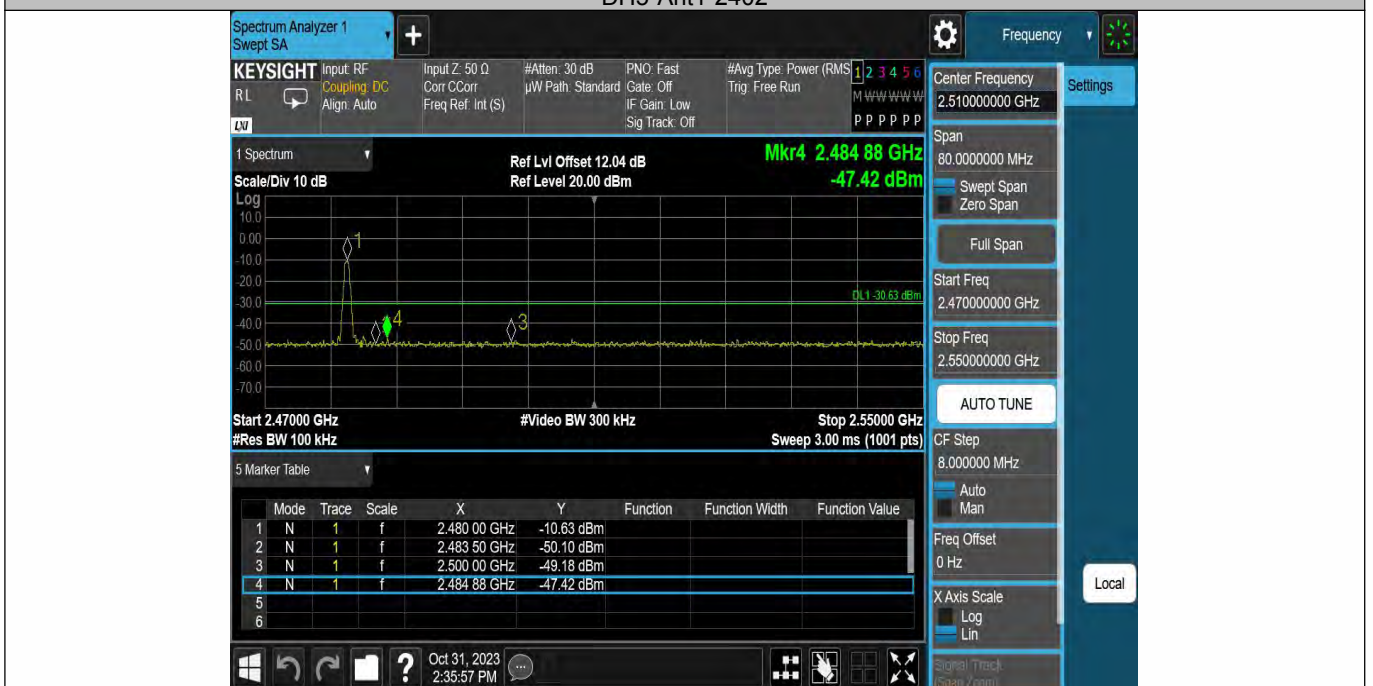 Spectrum Analyzer 1
Swept SA
+
Frequency
KEYSIGHT
RL
LXI
Input: RF
Coupling: DC
Align: Auto
Input Z: 50 Ω
Corr CCorr
Freq Ref: Int (S)
#Atten: 30 dB
µW Path: Standard
PNO: Fast
Gate: Off
IF Gain: Low
Sig Track: Off
#Avg Type: Power (RMS
Trig: Free Run
1 2 3 4 5 6
M W W W W W
P P P P P P
Center Frequency
2.510000000 GHz
Settings
1 Spectrum
Scale/Div 10 dB
Ref Lvl Offset 12.04 dB
Ref Level 20.00 dBm
Mkr4 2.484 88 GHz
-47.42 dBm
Span
80.0000000 MHz
Swept Span
Zero Span
Full Span
Log
10.0
0.00
-10.0
-20.0
-30.0
-40.0
-50.0
-60.0
-70.0
1
4
3
DL1 -30.63 dBm
Start Freq
2.470000000 GHz
Stop Freq
2.550000000 GHz
AUTO TUNE
Start 2.47000 GHz
#Video BW 300 kHz
Stop 2.55000 GHz
#Res BW 100 kHz
Sweep 3.00 ms (1001 pts)
CF Step
8.000000 MHz
Auto
Man
5 Marker Table
Mode Trace Scale X Y Function Function Width Function Value
1 N 1 f 2.480 00 GHz -10.63 dBm
2 N 1 f 2.483 50 GHz -50.10 dBm
3 N 1 f 2.500 00 GHz -49.18 dBm
4 N 1 f 2.484 88 GHz -47.42 dBm
5
6
Freq Offset
0 Hz
Local
X Axis Scale
Log
Lin
Signal Track
(Span Zoom)
?
Oct 31, 2023
2:35:57 PM